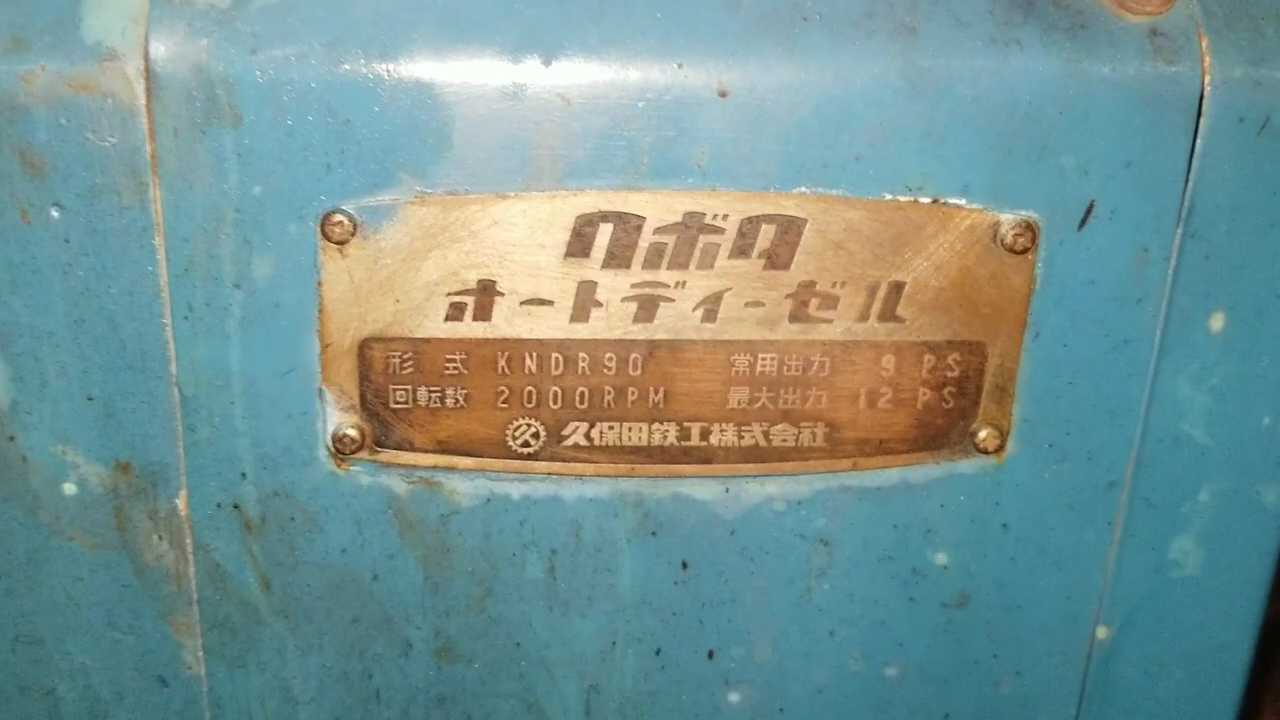 クボタ
オートディーゼル
形式 KNDR90 常用出力 9 PS
回転数 2000RPM 最大出力 12 PS
久 久保田鉄工株式会社